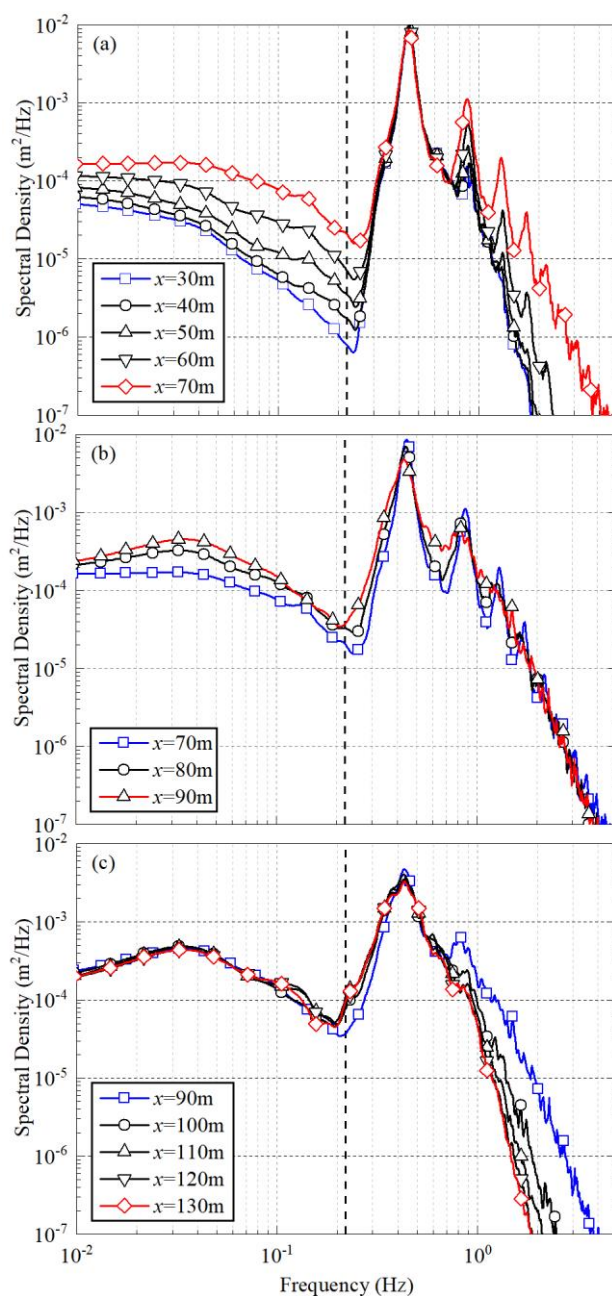 10⁻²
(a)
10⁻³
10⁻⁴
10⁻⁵
10⁻⁶
10⁻⁷
Spectral Density (m²/Hz)
x=30m
x=40m
x=50m
x=60m
x=70m
10⁻²
(b)
10⁻³
10⁻⁴
10⁻⁵
10⁻⁶
10⁻⁷
Spectral Density (m²/Hz)
x=70m
x=80m
x=90m
10⁻²
(c)
10⁻³
10⁻⁴
10⁻⁵
10⁻⁶
10⁻⁷
Spectral Density (m²/Hz)
x=90m
x=100m
x=110m
x=120m
x=130m
10⁻² 10⁻¹ 10⁰
Frequency (Hz)